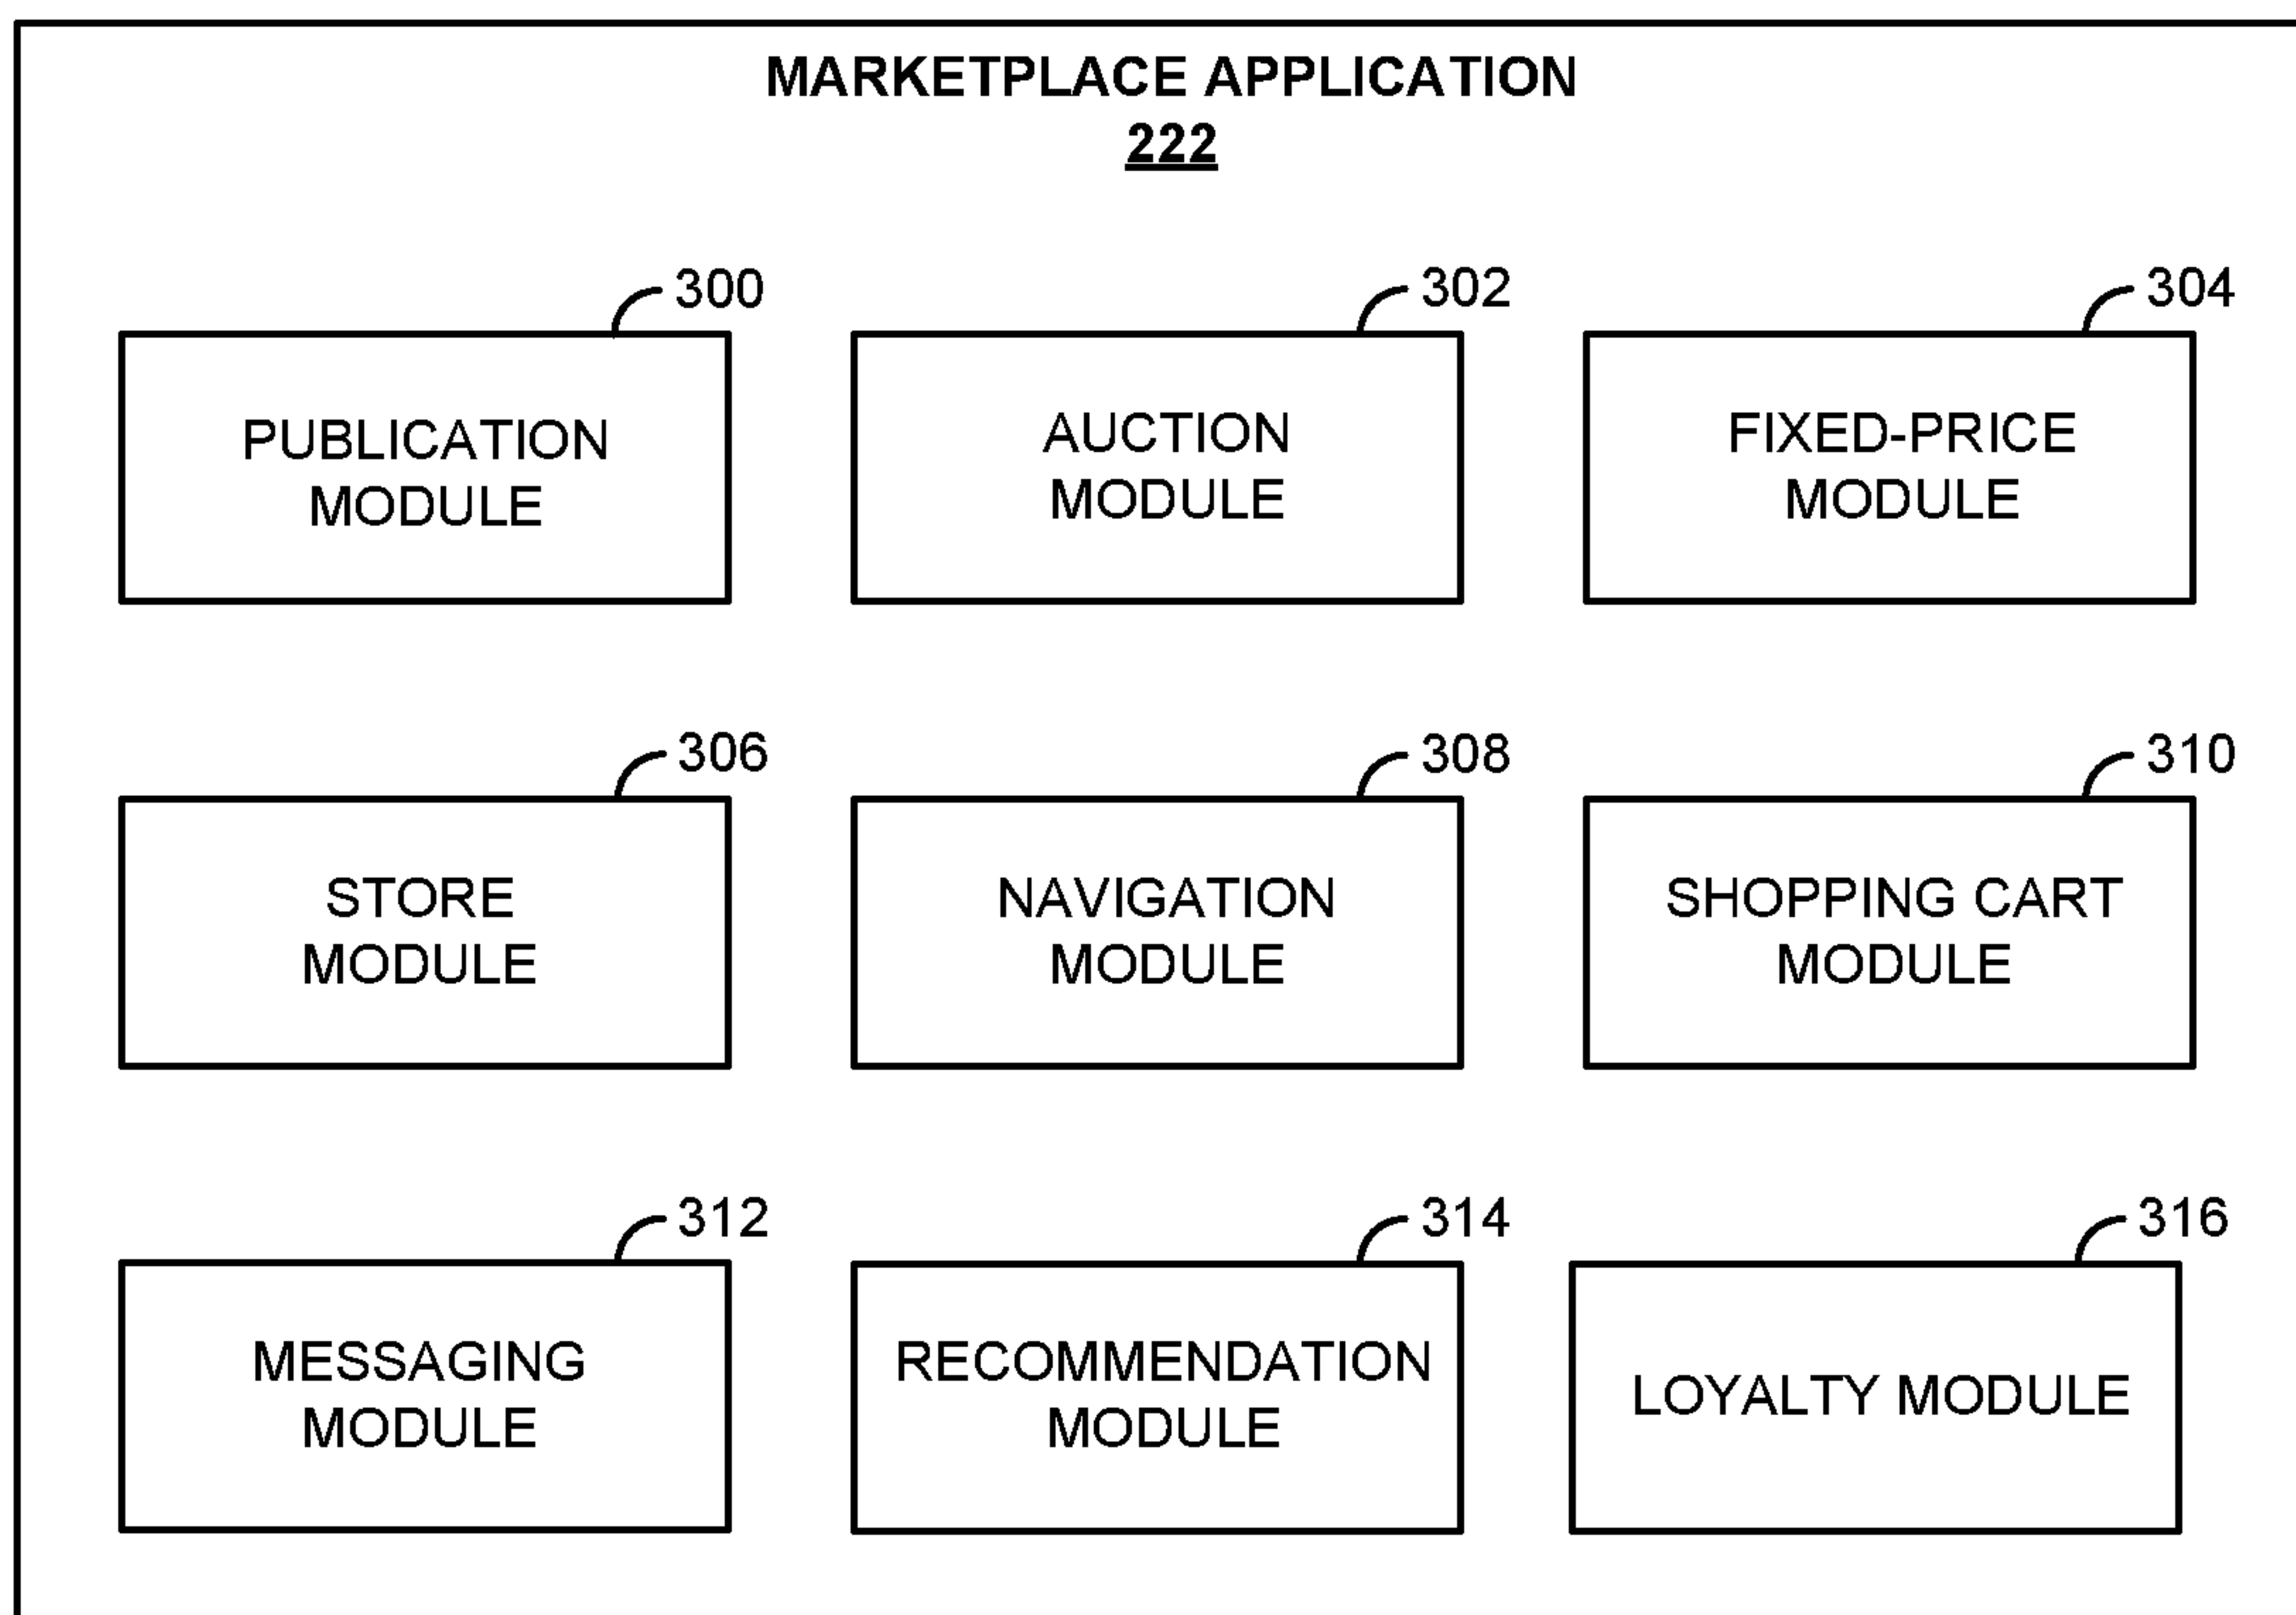 MARKETPLACE APPLICATION
222
300
PUBLICATION
MODULE
302
AUCTION
MODULE
304
FIXED-PRICE
MODULE
306
STORE
MODULE
308
NAVIGATION
MODULE
310
SHOPPING CART
MODULE
312
MESSAGING
MODULE
314
RECOMMENDATION
MODULE
316
LOYALTY MODULE